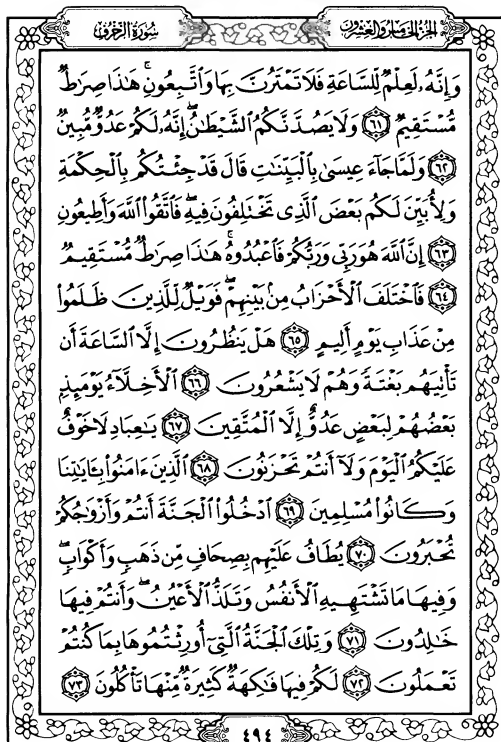 الجزء الخامس والعشرون
سورة الزخرف
وَإِنَّهُۥ لَعِلْمٌ لِّلسَّاعَةِ فَلَا تَمْتَرُنَّ بِهَا وَاتَّبِعُونِ ۚ هَٰذَا صِرَٰطٌ
مُّسْتَقِيمٌ ٦١ وَلَا يَصُدَّنَّكُمُ الشَّيْطَٰنُ ۖ إِنَّهُۥ لَكُمْ عَدُوٌّ مُّبِينٌ
٦٢ وَلَمَّا جَآءَ عِيسَىٰ بِالْبَيِّنَٰتِ قَالَ قَدْ جِئْتُكُم بِالْحِكْمَةِ
وَلِأُبَيِّنَ لَكُم بَعْضَ الَّذِى تَخْتَلِفُونَ فِيهِ ۖ فَاتَّقُوا۟ اللَّهَ وَأَطِيعُونِ
٦٣ إِنَّ اللَّهَ هُوَ رَبِّى وَرَبُّكُمْ فَاعْبُدُوهُ ۚ هَٰذَا صِرَٰطٌ مُّسْتَقِيمٌ
٦٤ فَاخْتَلَفَ الْأَحْزَابُ مِنۢ بَيْنِهِمْ ۖ فَوَيْلٌ لِّلَّذِينَ ظَلَمُوا۟
مِنْ عَذَابِ يَوْمٍ أَلِيمٍ ٦٥ هَلْ يَنظُرُونَ إِلَّا السَّاعَةَ أَن
تَأْتِيَهُم بَغْتَةً وَهُمْ لَا يَشْعُرُونَ ٦٦ الْأَخِلَّآءُ يَوْمَئِذٍۭ
بَعْضُهُمْ لِبَعْضٍ عَدُوٌّ إِلَّا الْمُتَّقِينَ ٦٧ يَٰعِبَادِ لَا خَوْفٌ
عَلَيْكُمُ الْيَوْمَ وَلَآ أَنتُمْ تَحْزَنُونَ ٦٨ الَّذِينَ ءَامَنُوا۟ بِـَٔايَٰتِنَا
وَكَانُوا۟ مُسْلِمِينَ ٦٩ ادْخُلُوا۟ الْجَنَّةَ أَنتُمْ وَأَزْوَٰجُكُمْ
تُحْبَرُونَ ٧٠ يُطَافُ عَلَيْهِم بِصِحَافٍ مِّن ذَهَبٍ وَأَكْوَابٍ ۖ
وَفِيهَا مَا تَشْتَهِيهِ الْأَنفُسُ وَتَلَذُّ الْأَعْيُنُ ۖ وَأَنتُمْ فِيهَا
خَٰلِدُونَ ٧١ وَتِلْكَ الْجَنَّةُ الَّتِىٓ أُورِثْتُمُوهَا بِمَا كُنتُمْ
تَعْمَلُونَ ٧٢ لَكُمْ فِيهَا فَٰكِهَةٌ كَثِيرَةٌ مِّنْهَا تَأْكُلُونَ ٧٣
٤٩٤